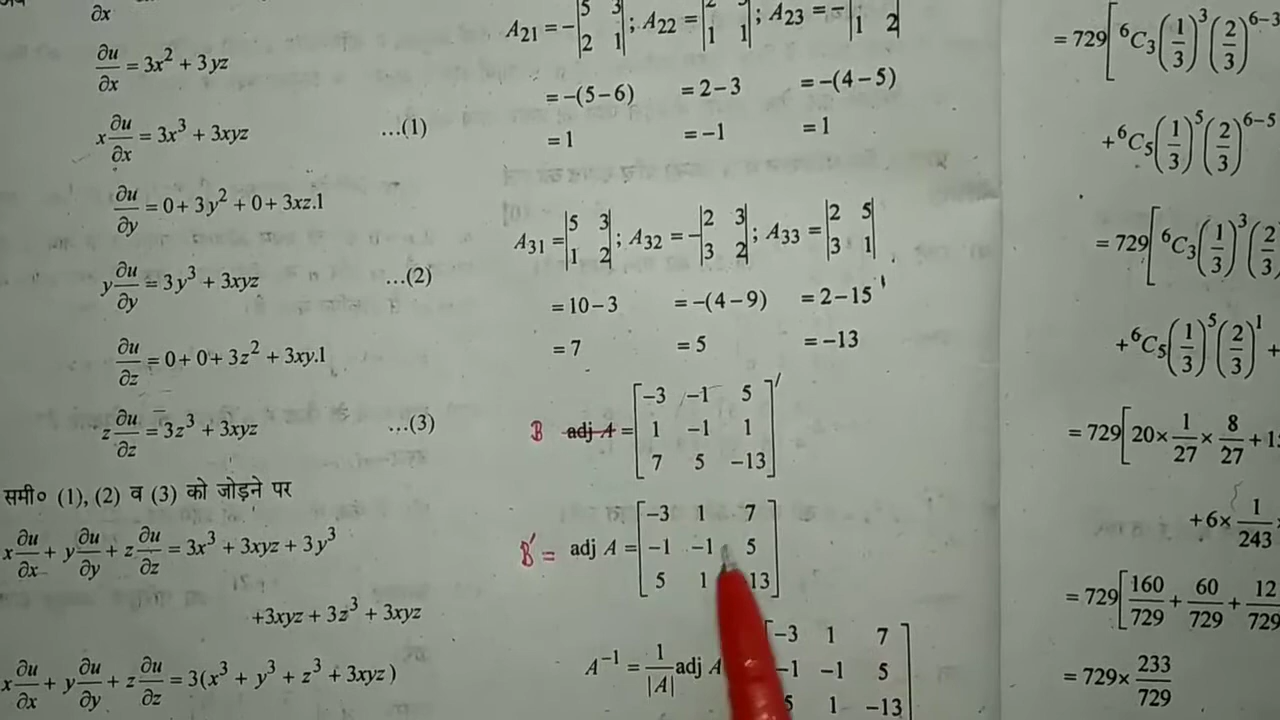 ∂x
∂u/∂x = 3x² + 3yz
x ∂u/∂x = 3x³ + 3xyz ...(1)
∂u/∂y = 0 + 3y² + 0 + 3xz.1
y ∂u/∂y = 3y³ + 3xyz ...(2)
∂u/∂z = 0 + 0 + 3z² + 3xy.1
z ∂u/∂z = 3z³ + 3xyz ...(3)
समी० (1), (2) व (3) को जोड़ने पर
x ∂u/∂x + y ∂u/∂y + z ∂u/∂z = 3x³ + 3xyz + 3y³
+3xyz + 3z³ + 3xyz
x ∂u/∂x + y ∂u/∂y + z ∂u/∂z = 3(x³ + y³ + z³ + 3xyz)
A₂₁ = -|5 3; 2 1|; A₂₂ = |2 3; 1 1|; A₂₃ = -|1 2|
= -(5-6) = 2-3 = -(4-5)
= 1 = -1 = 1
A₃₁ = |5 3; 1 2|; A₃₂ = -|2 3; 3 2|; A₃₃ = |2 5; 3 1|
= 10-3 = -(4-9) = 2-15
= 7 = 5 = -13
B adj A = [-3 -1 5; 1 -1 1; 7 5 -13]′
B′ = adj A = [-3 1 7; -1 -1 5; 5 1 -13]
A⁻¹ = 1/|A| adj A [-3 1 7; -1 -1 5; 5 1 -13]
= 729[⁶C₃(1/3)³(2/3)⁶⁻³
+ ⁶C₅(1/3)⁵(2/3)⁶⁻⁵
= 729[⁶C₃(1/3)³(2/3
+ ⁶C₅(1/3)⁵(2/3)¹ +
= 729[20 × 1/27 × 8/27 + 1
+6 × 1/243
= 729[160/729 + 60/729 + 12/729
= 729 × 233/729